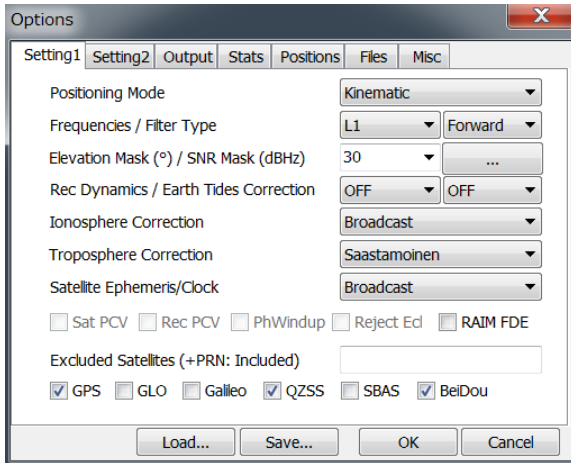 Options
Setting1 Setting2 Output Stats Positions Files Misc
Positioning Mode Kinematic
Frequencies / Filter Type L1 Forward
Elevation Mask (°) / SNR Mask (dBHz) 30 ...
Rec Dynamics / Earth Tides Correction OFF OFF
Ionosphere Correction Broadcast
Troposphere Correction Saastamoinen
Satellite Ephemeris/Clock Broadcast
Sat PCV Rec PCV PhWindup Reject Ecl RAIM FDE
Excluded Satellites (+PRN: Included)
GPS GLO Galileo QZSS SBAS BeiDou
Load... Save... OK Cancel